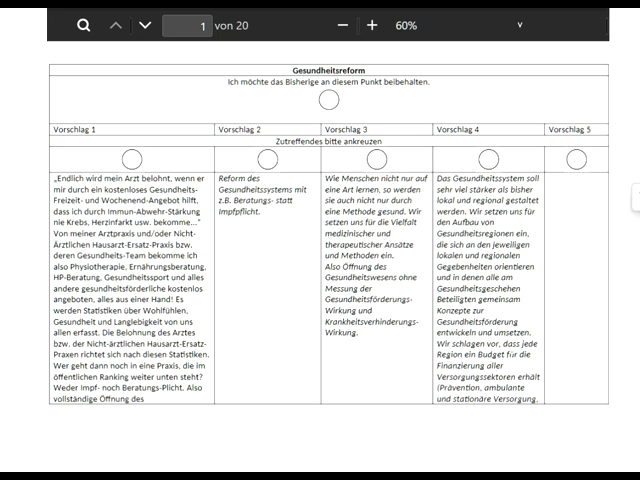 1 von 20 60%
Gesundheitsreform
Ich möchte das Bisherige an diesem Punkt beibehalten.
Vorschlag 1 Vorschlag 2 Vorschlag 3 Vorschlag 4 Vorschlag 5
Zutreffendes bitte ankreuzen
„Endlich wird mein Arzt belohnt, wenn er
mir durch ein kostenloses Gesundheits-
Freizeit- und Wochenend-Angebot hilft,
dass ich durch Immun-Abwehr-Stärkung
nie Krebs, Herzinfarkt usw. bekomme...“
Von meiner Arztpraxis und/oder Nicht-
Ärztlichen Hausarzt-Ersatz-Praxis bzw.
deren Gesundheits-Team bekomme ich
also Physiotherapie, Ernährungsberatung,
HP-Beratung, Gesundheitssport und alles
andere gesundheitsförderliche kostenlos
angeboten, alles aus einer Hand! Es
werden Statistiken über Wohlfühlen,
Gesundheit und Langlebigkeit von uns
allen erfasst. Die Belohnung des Arztes
bzw. der Nicht-ärztlichen Hausarzt-Ersatz-
Praxen richtet sich nach diesen Statistiken.
Wer geht dann noch in eine Praxis, die im
öffentlichen Ranking weiter unten steht?
Weder Impf- noch Beratungs-Plicht. Also
vollständige Öffnung des
Reform des
Gesundheitssystems mit
z.B. Beratungs- statt
Impfpflicht.
Wie Menschen nicht nur auf
eine Art lernen, so werden
sie auch nicht nur durch
eine Methode gesund. Wir
setzen uns für die Vielfalt
medizinischer und
therapeutischer Ansätze
und Methoden ein.
Also Öffnung des
Gesundheitswesens ohne
Messung der
Gesundheitsförderungs-
Wirkung und
Krankheitsverhinderungs-
Wirkung.
Das Gesundheitssystem soll
sehr viel stärker als bisher
lokal und regional gestaltet
werden. Wir setzen uns für
den Aufbau von
Gesundheitsregionen ein,
die sich an den jeweiligen
lokalen und regionalen
Gegebenheiten orientieren
und in denen alle am
Gesundheitsgeschehen
Beteiligten gemeinsam
Konzepte zur
Gesundheitsförderung
entwickeln und umsetzen.
Wir schlagen vor, dass jede
Region ein Budget für die
Finanzierung aller
Versorgungssektoren erhält
(Prävention, ambulante
und stationäre Versorgung,